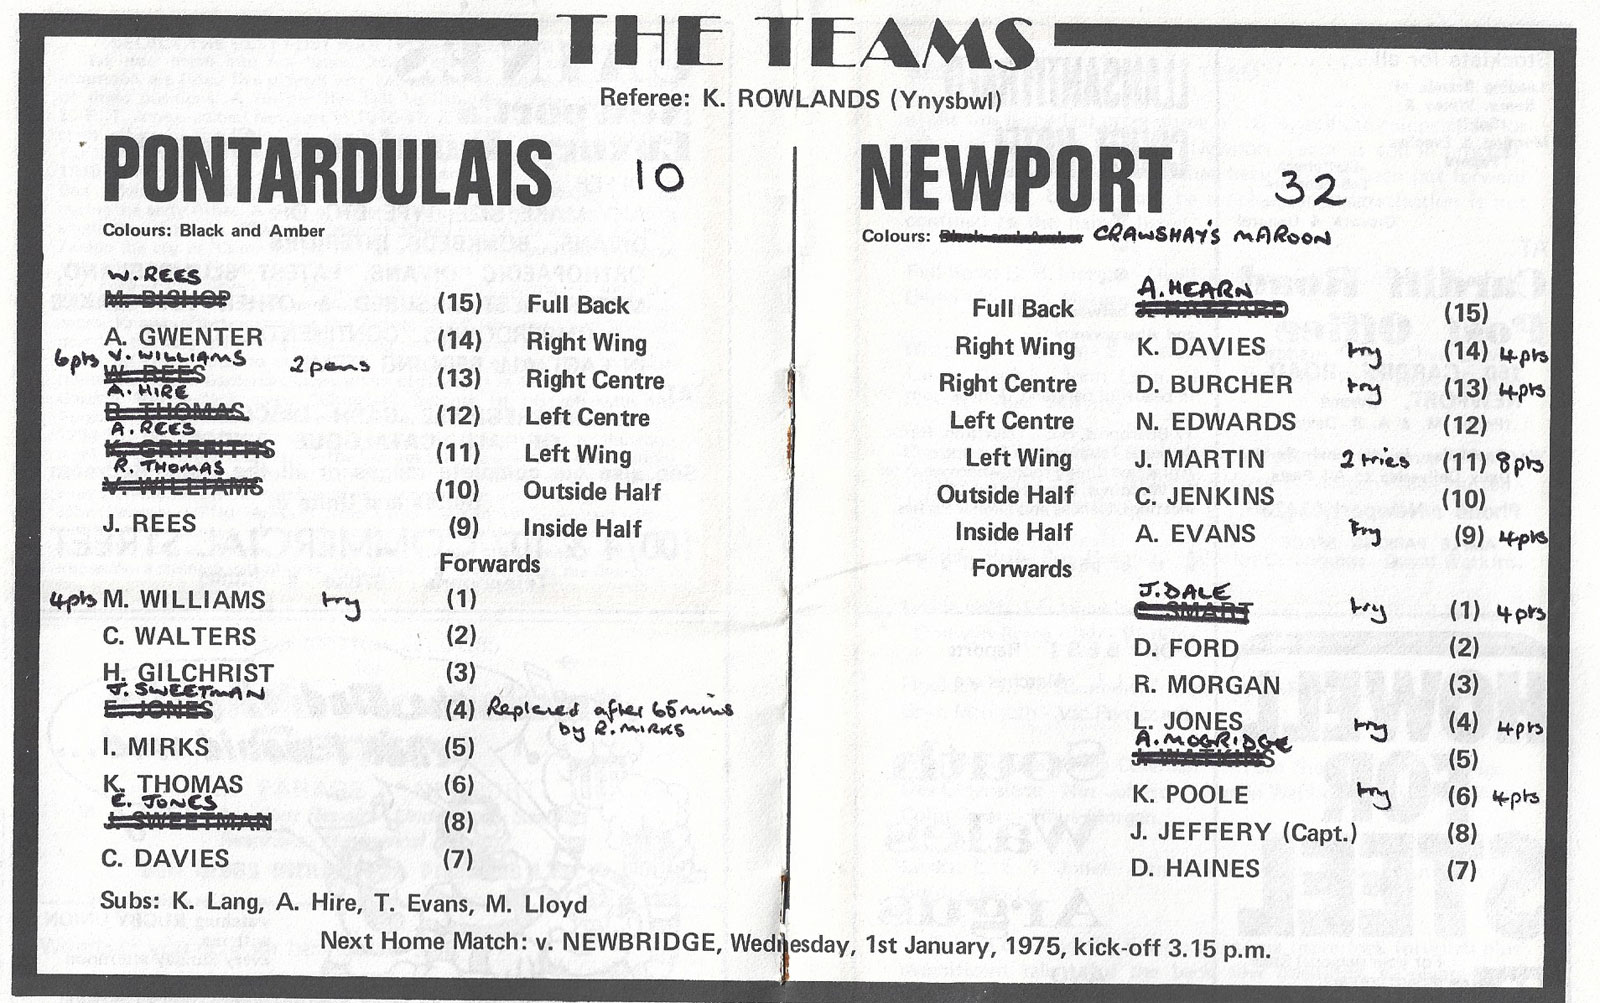 THE TEAMS
Referee: K. ROWLANDS (Ynysbwl)
PONTARDULAIS 10
Colours: Black and Amber
W. REES
M. BISHOP (15) Full Back
A. GWENTER (14) Right Wing
6pts V. WILLIAMS 2 pens
W. REES (13) Right Centre
A. HIRE
R. THOMAS (12) Left Centre
A. REES
K. GRIFFITHS (11) Left Wing
R. THOMAS
V. WILLIAMS (10) Outside Half
J. REES (9) Inside Half
Forwards
4pts M. WILLIAMS try (1)
C. WALTERS (2)
H. GILCHRIST (3)
J. SWEETMAN
E. JONES (4) Replaced after 65 mins
by R. MIRKS
I. MIRKS (5)
K. THOMAS (6)
E. JONES
J. SWEETMAN (8)
C. DAVIES (7)
Subs: K. Lang, A. Hire, T. Evans, M. Lloyd
NEWPORT 32
Colours: Black and Amber CRAWSHAY'S MAROON
A. HEARN
Full Back (15)
Right Wing K. DAVIES try (14) 4pts
Right Centre D. BURCHER try (13) 4pts
Left Centre N. EDWARDS (12)
Left Wing J. MARTIN 2 tries (11) 8pts
Outside Half C. JENKINS (10)
Inside Half A. EVANS try (9) 4pts
Forwards
J. DALE
SMART try (1) 4pts
D. FORD (2)
R. MORGAN (3)
L. JONES try (4) 4pts
A. MOGRIDGE
J. WATKINS (5)
K. POOLE try (6) 4pts
J. JEFFERY (Capt.) (8)
D. HAINES (7)
Next Home Match: v. NEWBRIDGE, Wednesday, 1st January, 1975, kick-off 3.15 p.m.